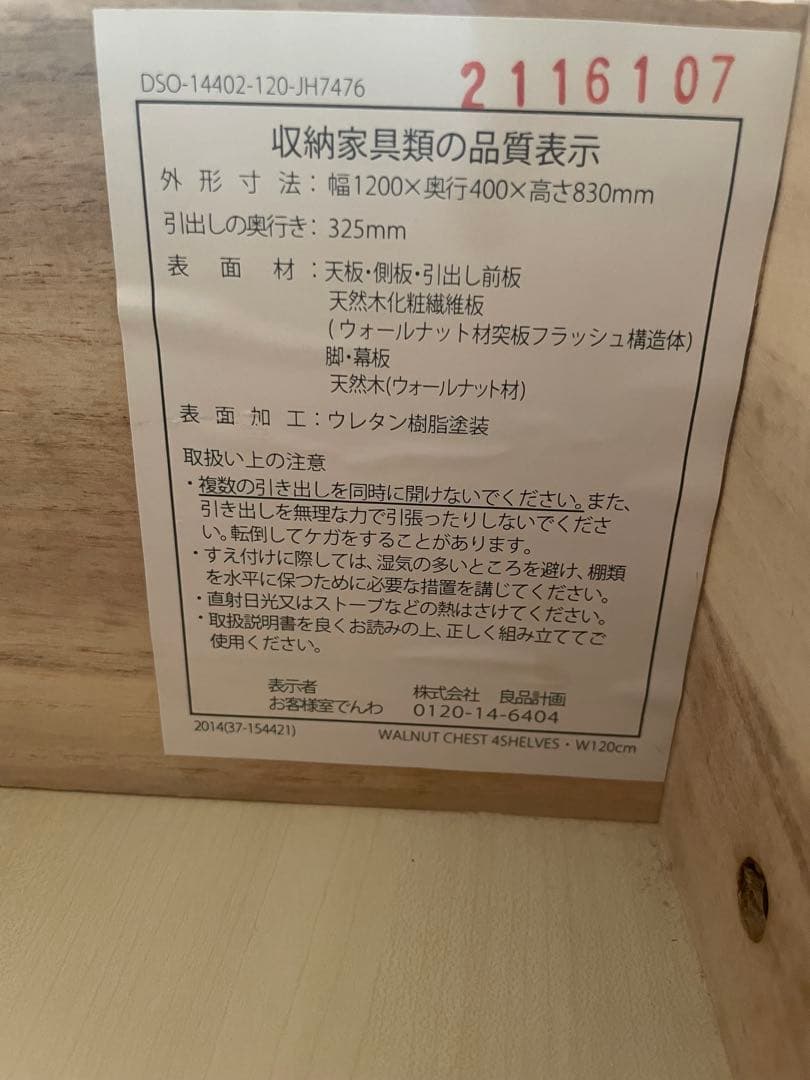 DSO-14402-120-JH7476 2116107
収納家具類の品質表示
外形寸法：幅1200×奥行400×高さ830mm
引出しの奥行き：325mm
表面材：天板・側板・引出し前板
天然木化粧繊維板
(ウォールナット材突板フラッシュ構造体)
脚・幕板
天然木(ウォールナット材)
表面加工：ウレタン樹脂塗装
取扱い上の注意
・複数の引き出しを同時に開けないでください。また、
引き出しを無理な力で引張ったりしないでくださ
い。転倒してケガをすることがあります。
・すえ付けに際しては、湿気の多いところを避け、棚類
を水平に保つために必要な措置を講じてください。
・直射日光又はストーブなどの熱はさけてください。
・取扱説明書を良くお読みの上、正しく組み立ててご
使用ください。
表示者 株式会社 良品計画
お客様室でんわ 0120-14-6404
2014(37-154421) WALNUT CHEST 4SHELVES・W120cm